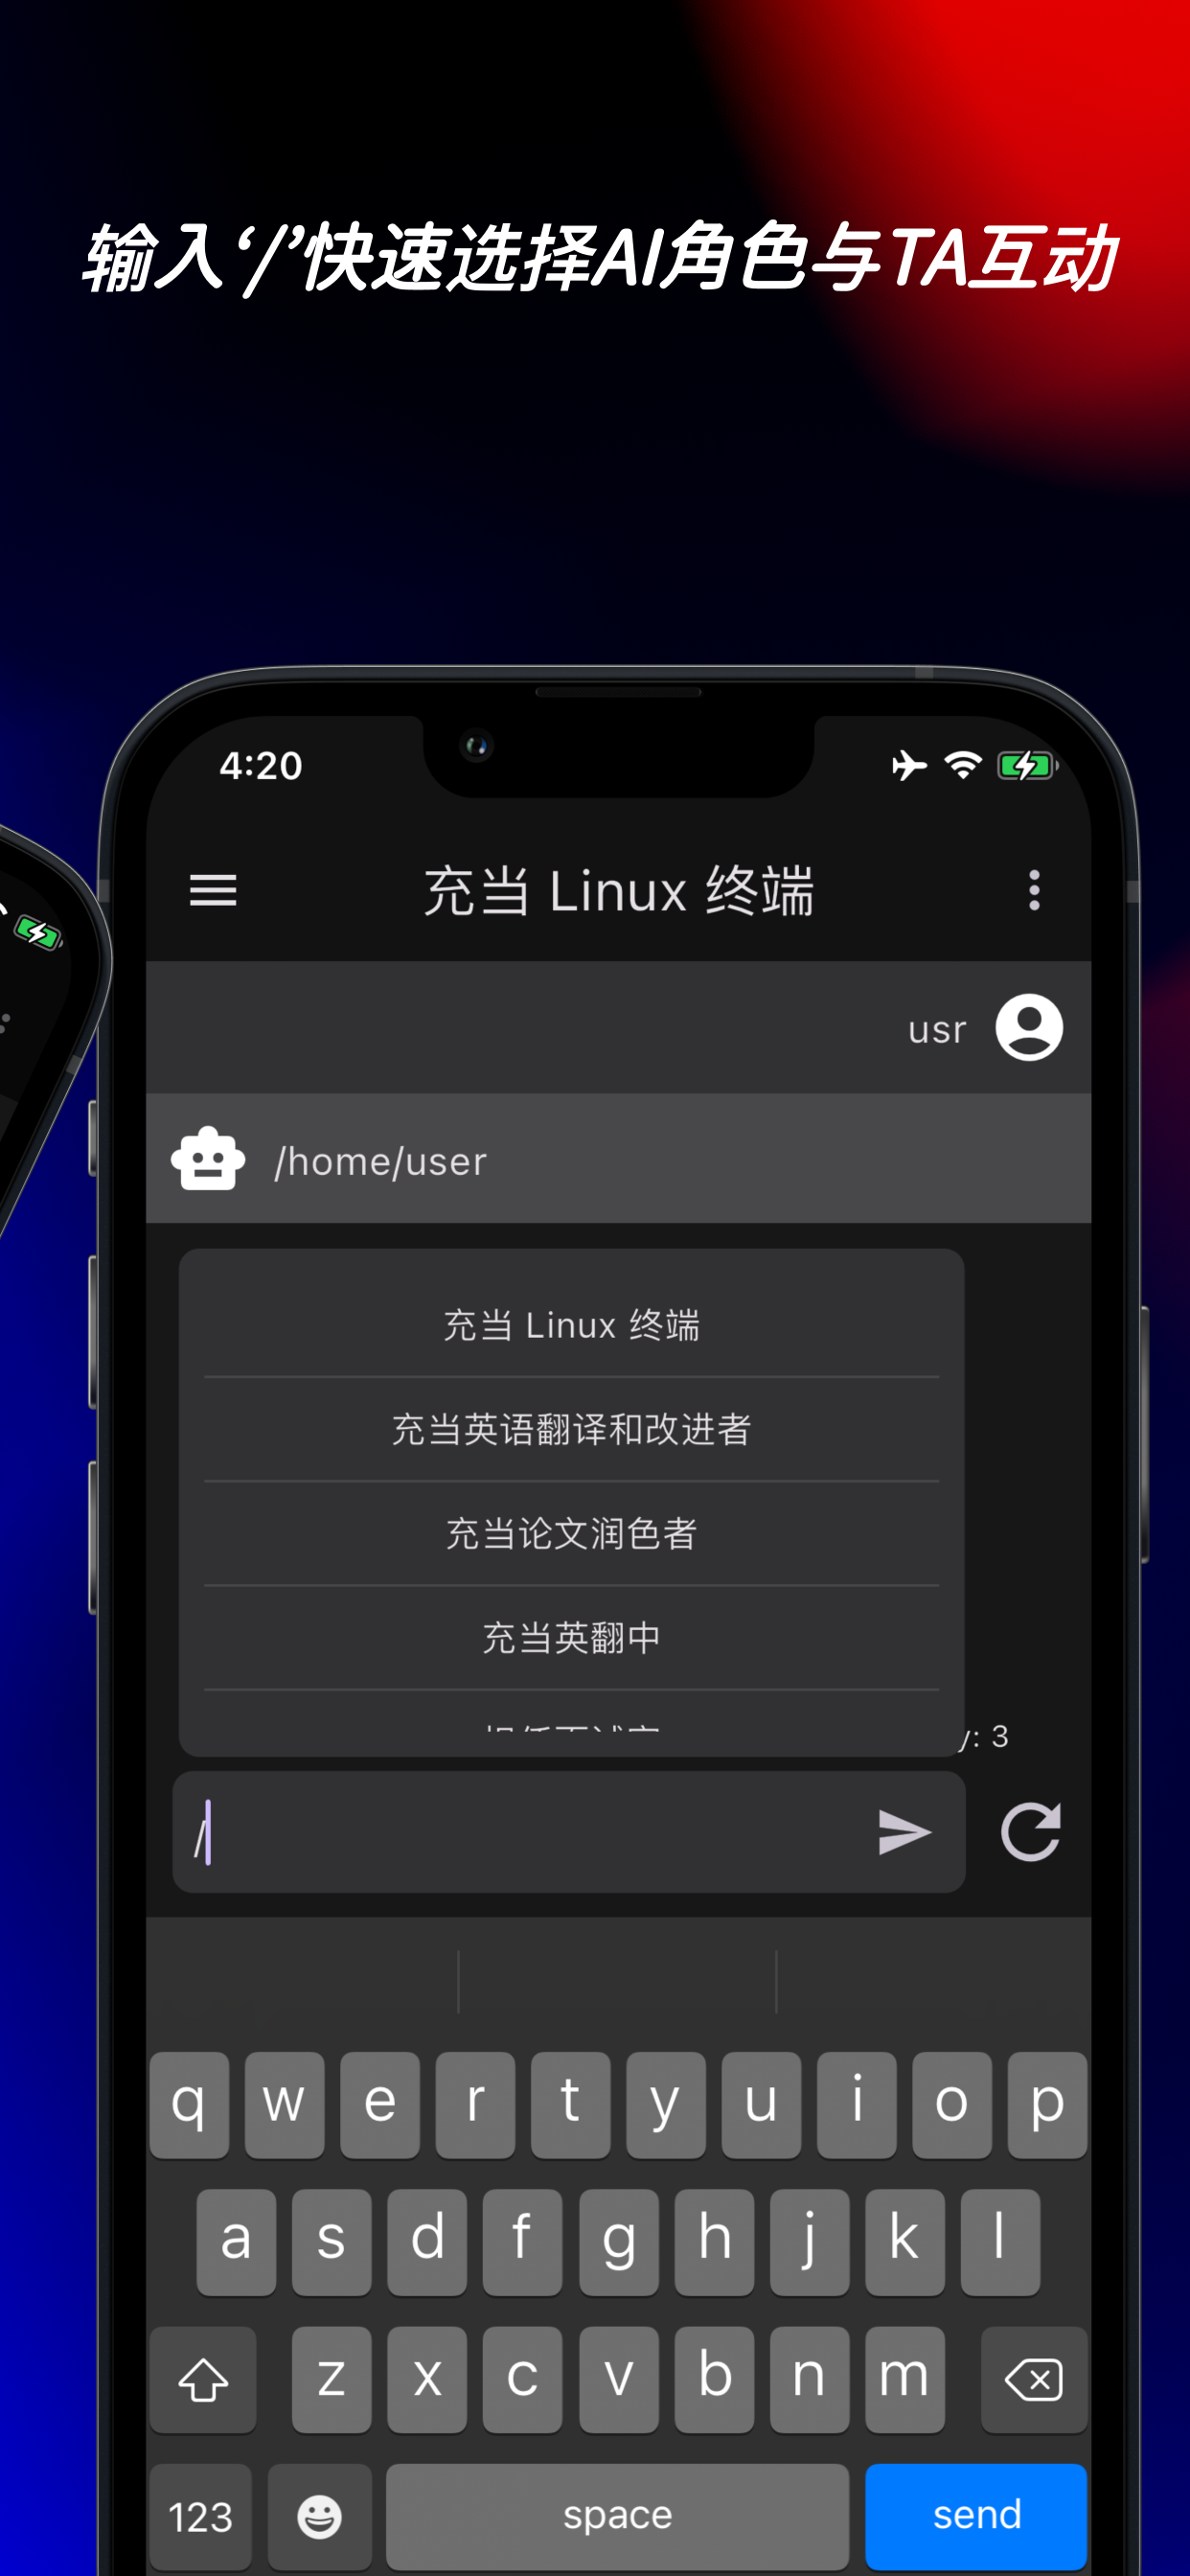 输入‘/’快速选择AI角色与TA互动
4:20
充当 Linux 终端
usr
/home/user
充当 Linux 终端
充当英语翻译和改进者
充当论文润色者
充当英翻中
y: 3
/
q w e r t y u i o p
a s d f g h j k l
z x c v b n m
123 space send